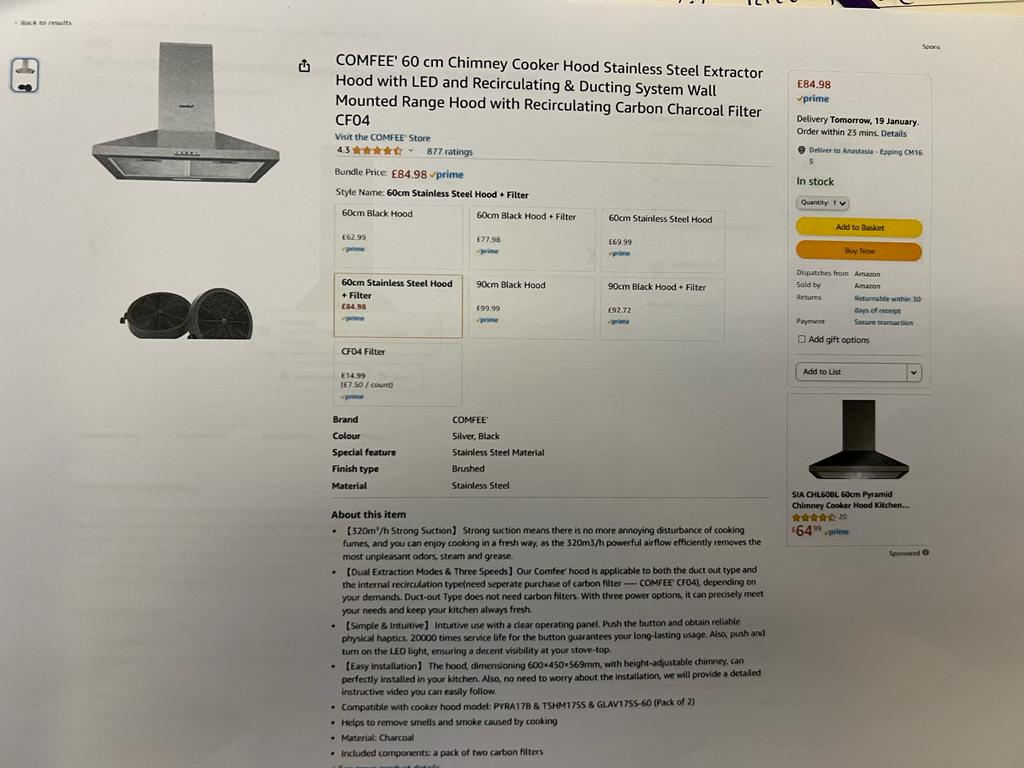 ‹ Back to results
Spons
COMFEE' 60 cm Chimney Cooker Hood Stainless Steel Extractor
Hood with LED and Recirculating & Ducting System Wall
Mounted Range Hood with Recirculating Carbon Charcoal Filter
CF04
Visit the COMFEE' Store
4.3 877 ratings
Bundle Price: £84.98 prime
Style Name: 60cm Stainless Steel Hood + Filter
60cm Black Hood
£62.99
prime
60cm Black Hood + Filter
£77.98
prime
60cm Stainless Steel Hood
£69.99
prime
60cm Stainless Steel Hood
+ Filter
£84.98
prime
90cm Black Hood
£99.99
prime
90cm Black Hood + Filter
£92.72
prime
CF04 Filter
£14.99
(£7.50 / count)
prime
Brand COMFEE'
Colour Silver, Black
Special feature Stainless Steel Material
Finish type Brushed
Material Stainless Steel
About this item
• 【320m³/h Strong Suction】 Strong suction means there is no more annoying disturbance of cooking
fumes, and you can enjoy cooking in a fresh way, as the 320m3/h powerful airflow efficiently removes the
most unpleasant odors, steam and grease.
• 【Dual Extraction Modes & Three Speeds】 Our Comfee' hood is applicable to both the duct out type and
the internal recirculation type(need seperate purchase of carbon filter ---- COMFEE' CF04), depending on
your demands. Duct-out Type does not need carbon filters. With three power options, it can precisely meet
your needs and keep your kitchen always fresh.
• 【Simple & Intuitive】 Intuitive use with a clear operating panel. Push the button and obtain reliable
physical haptics. 20000 times service life for the button guarantees your long-lasting usage. Also, push and
turn on the LED light, ensuring a decent visibility at your stove-top.
• 【Easy Installation】 The hood, dimensioning 600×450×569mm, with height-adjustable chimney, can
perfectly installed in your kitchen. Also, no need to worry about the installation, we will provide a detailed
instructive video you can easily follow.
• Compatible with cooker hood model: PYRA17B & TSHM17SS & GLAV17SS-60 (Pack of 2)
• Helps to remove smells and smoke caused by cooking
• Material: Charcoal
• Included components: a pack of two carbon filters
› See more product details
£84.98
prime
Delivery Tomorrow, 19 January.
Order within 23 mins. Details
Deliver to Anastasia - Epping CM16
5
In stock
Quantity: 1
Add to Basket
Buy Now
Dispatches from Amazon
Sold by Amazon
Returns Returnable within 30
days of receipt
Payment Secure transaction
Add gift options
Add to List
SIA CHL60BL 60cm Pyramid
Chimney Cooker Hood Kitchen...
20
£64.99 prime
Sponsored